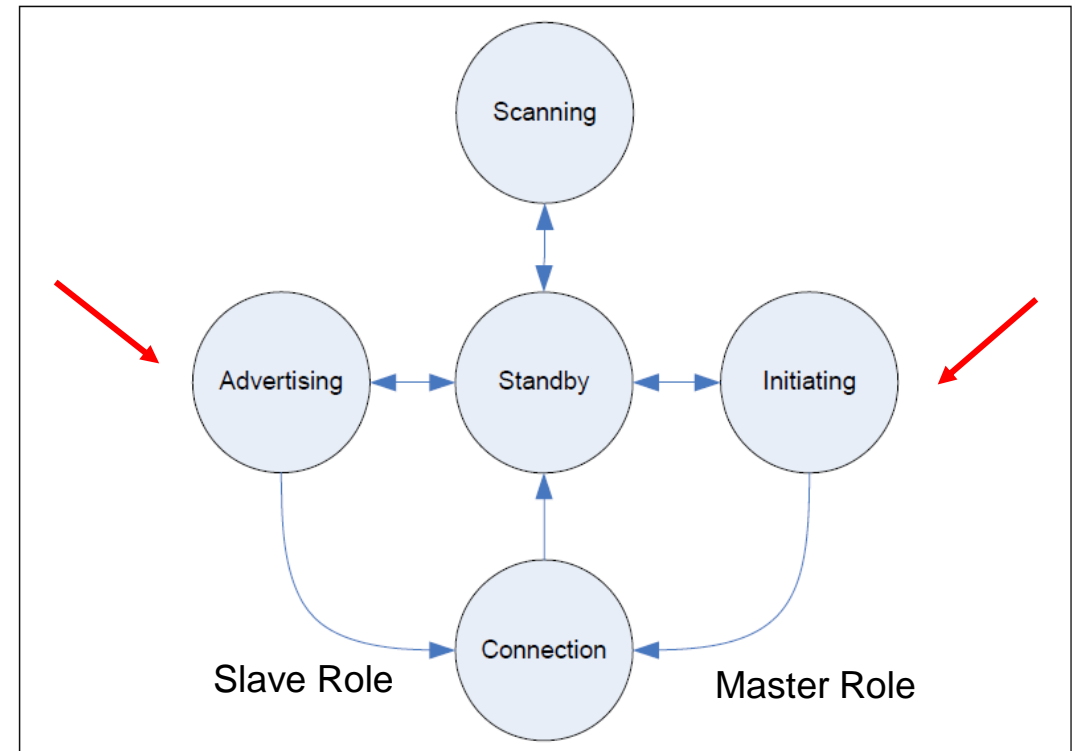 Scanning
Advertising
Standby
Initiating
Connection
Slave Role
Master Role